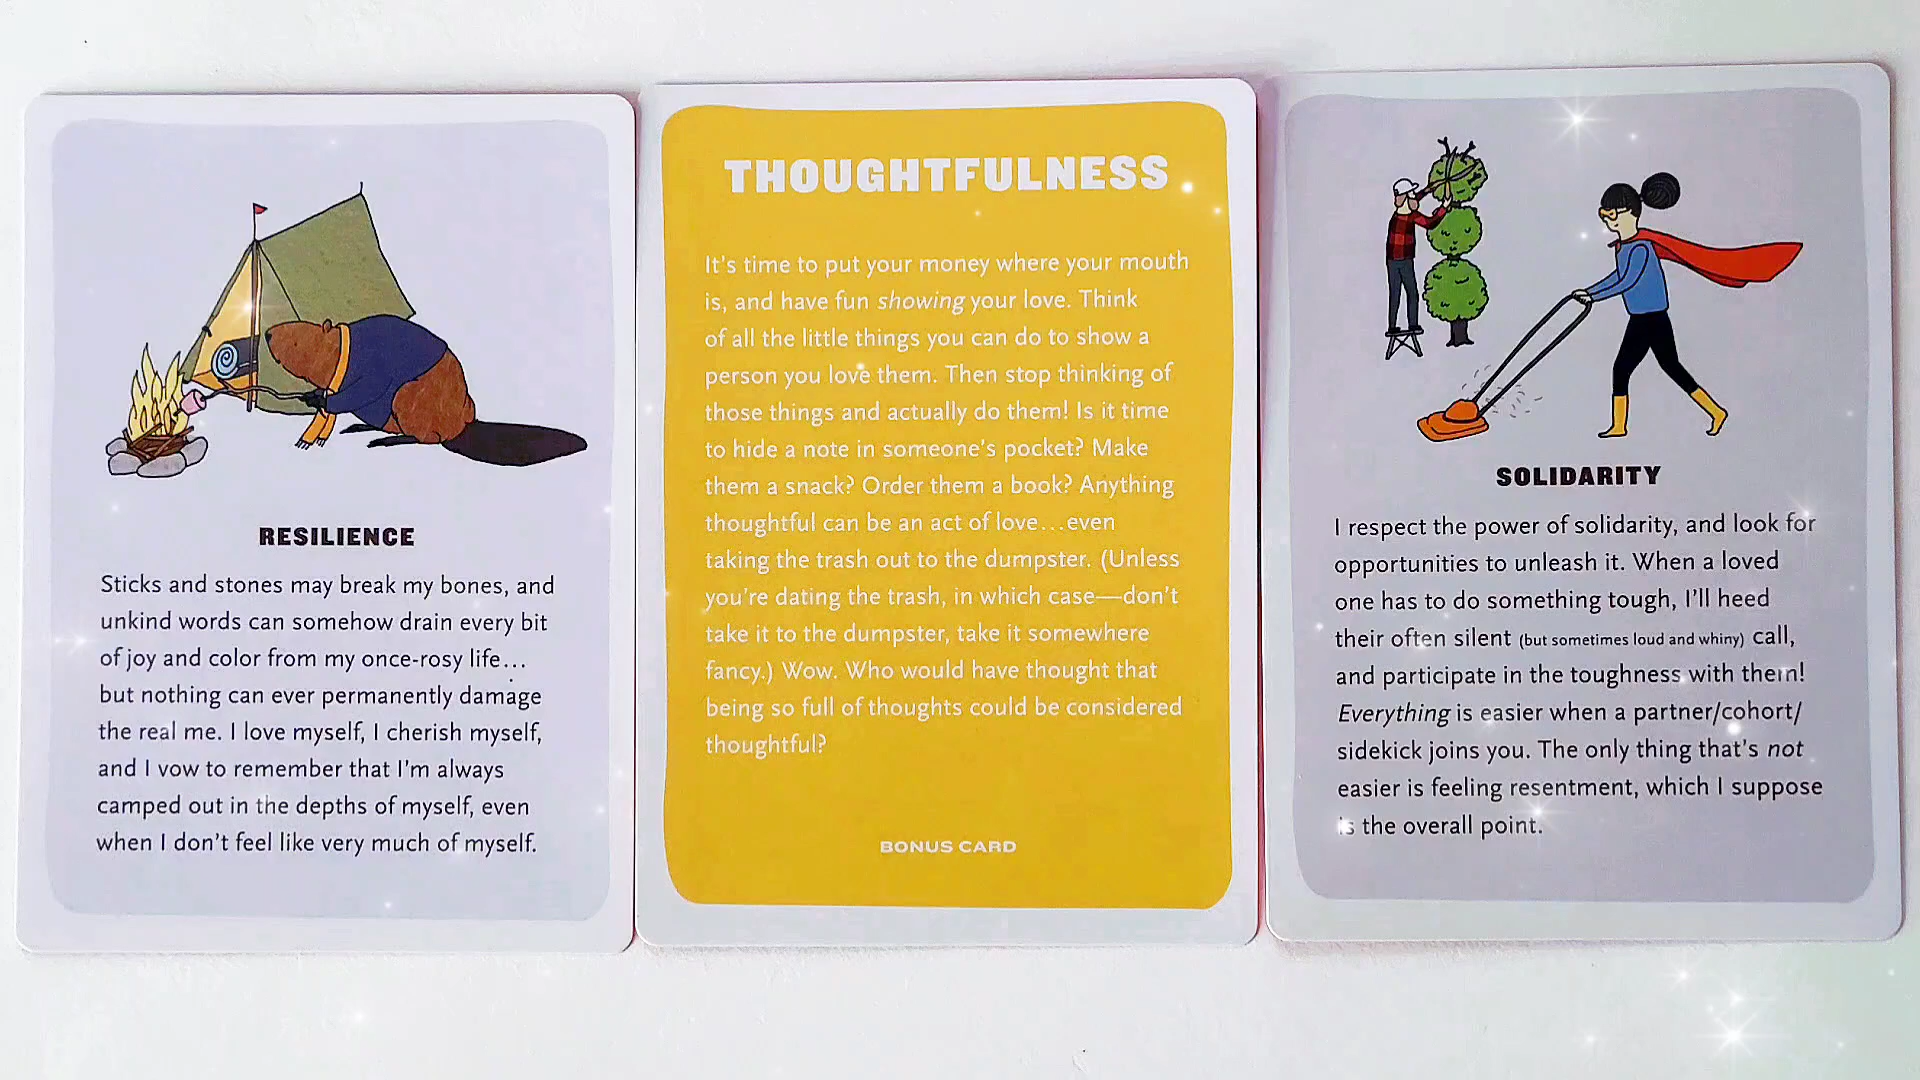 RESILIENCE
Sticks and stones may break my bones, and
unkind words can somehow drain every bit
of joy and color from my once-rosy life...
but nothing can ever permanently damage
the real me. I love myself, I cherish myself,
and I vow to remember that I'm always
camped out in the depths of myself, even
when I don't feel like very much of myself.
THOUGHTFULNESS
It's time to put your money where your mouth
is, and have fun showing your love. Think
of all the little things you can do to show a
person you love them. Then stop thinking of
those things and actually do them! Is it time
to hide a note in someone's pocket? Make
them a snack? Order them a book? Anything
thoughtful can be an act of love...even
taking the trash out to the dumpster. (Unless
you're dating the trash, in which case—don't
take it to the dumpster, take it somewhere
fancy.) Wow. Who would have thought that
being so full of thoughts could be considered
thoughtful?
BONUS CARD
SOLIDARITY
I respect the power of solidarity, and look for
opportunities to unleash it. When a loved
one has to do something tough, I'll heed
their often silent (but sometimes loud and whiny) call,
and participate in the toughness with them!
Everything is easier when a partner/cohort/
sidekick joins you. The only thing that's not
easier is feeling resentment, which I suppose
is the overall point.